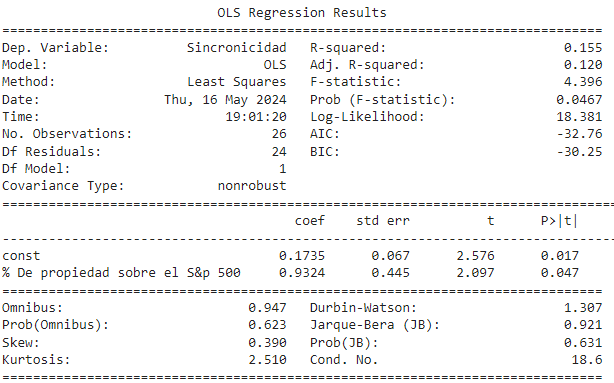 OLS Regression Results
==============================================================================
Dep. Variable: Sincronicidad R-squared: 0.155
Model: OLS Adj. R-squared: 0.120
Method: Least Squares F-statistic: 4.396
Date: Thu, 16 May 2024 Prob (F-statistic): 0.0467
Time: 19:01:20 Log-Likelihood: 18.381
No. Observations: 26 AIC: -32.76
Df Residuals: 24 BIC: -30.25
Df Model: 1
Covariance Type: nonrobust
==============================================================================
coef std err t P>|t|
------------------------------------------------------------------------------
const 0.1735 0.067 2.576 0.017
% De propiedad sobre el S&p 500 0.9324 0.445 2.097 0.047
==============================================================================
Omnibus: 0.947 Durbin-Watson: 1.307
Prob(Omnibus): 0.623 Jarque-Bera (JB): 0.921
Skew: 0.390 Prob(JB): 0.631
Kurtosis: 2.510 Cond. No. 18.6
==============================================================================